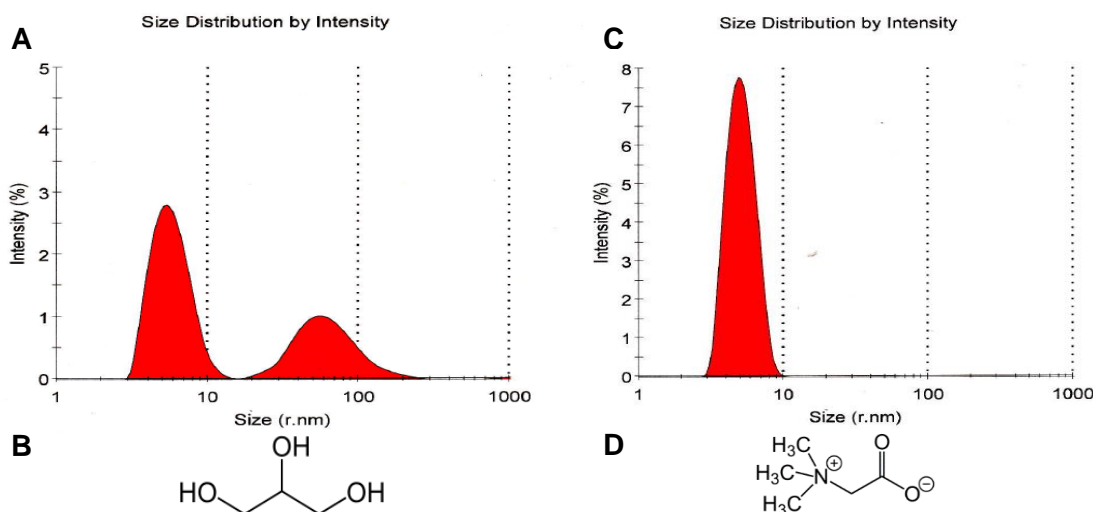 A
Size Distribution by Intensity
5
4
3
2
1
0
Intensity (%)
1
10
100
1000
Size (r.nm)
B
OH
HO
OH
C
Size Distribution by Intensity
8
7
6
5
4
3
2
1
0
Intensity (%)
1
10
100
1000
Size (r.nm)
D
H₃C
H₃C
H₃C
N
⊕
O
O
⊖